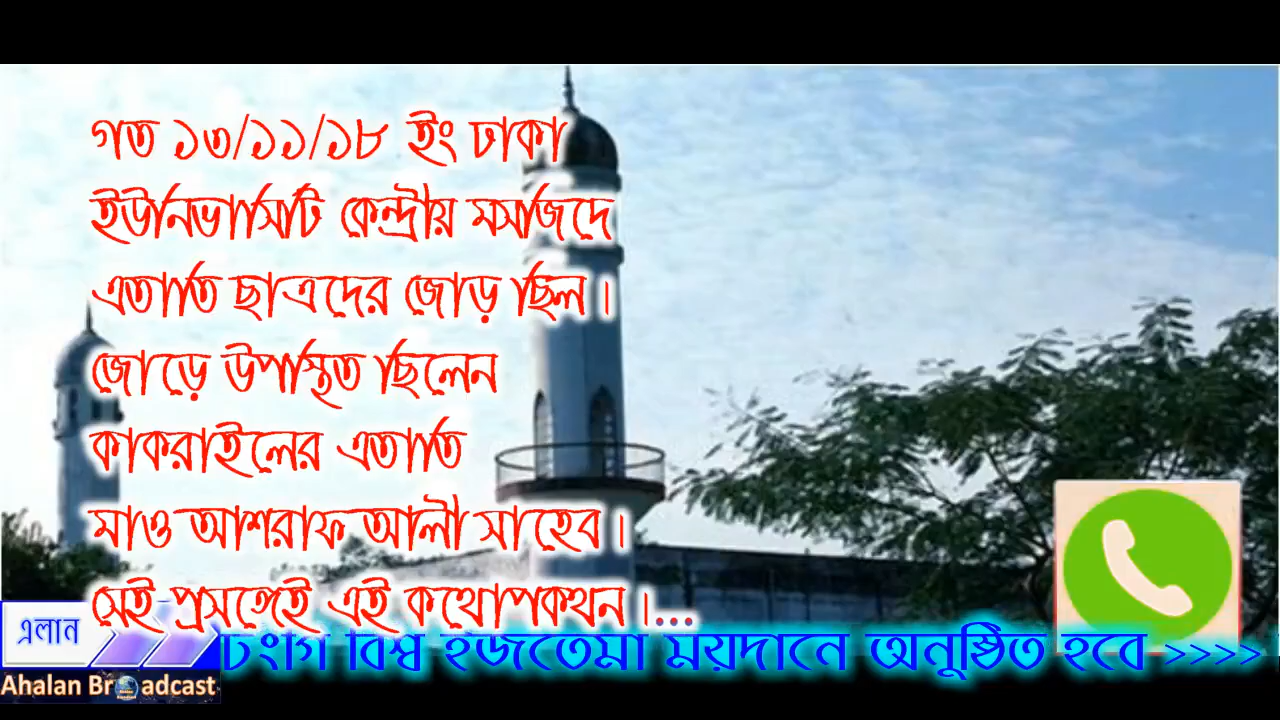 গত ১৩/১১/১৮ ইং ঢাকা
ইউনিভার্সিটি কেন্দ্রীয় মসজিদে
এতাতি ছাত্রদের জোড় ছিল।
জোড়ে উপস্থিত ছিলেন
কাকরাইলের এতাতি
মাও আশরাফ আলী সাহেব।
সেই প্রসঙ্গেই এই কথোপকথন।...
এলান
টংগি বিশ্ব ইজতেমা ময়দানে অনুষ্ঠিত হবে >>>>
Ahalan Broadcast